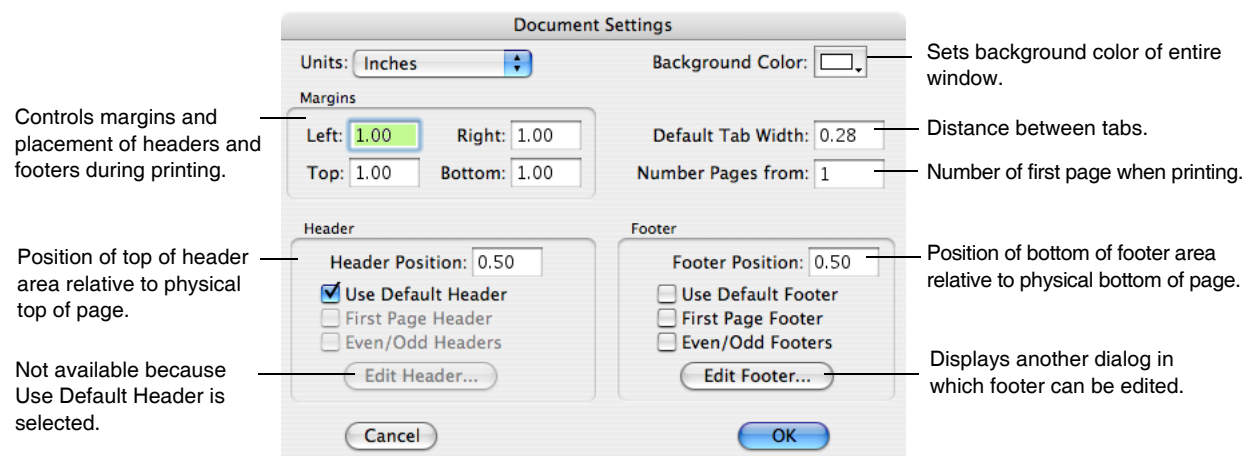 Document Settings
Units: Inches
Background Color:
Sets background color of entire
window.
Margins
Controls margins and
placement of headers and
footers during printing.
Left: 1.00 Right: 1.00
Top: 1.00 Bottom: 1.00
Default Tab Width: 0.28
Distance between tabs.
Number Pages from: 1
Number of first page when printing.
Header
Position of top of header
area relative to physical
top of page.
Header Position: 0.50
Use Default Header
First Page Header
Even/Odd Headers
Not available because
Use Default Header is
selected.
Edit Header...
Footer
Footer Position: 0.50
Position of bottom of footer area
relative to physical bottom of page.
Use Default Footer
First Page Footer
Even/Odd Footers
Edit Footer...
Displays another dialog in
which footer can be edited.
Cancel
OK